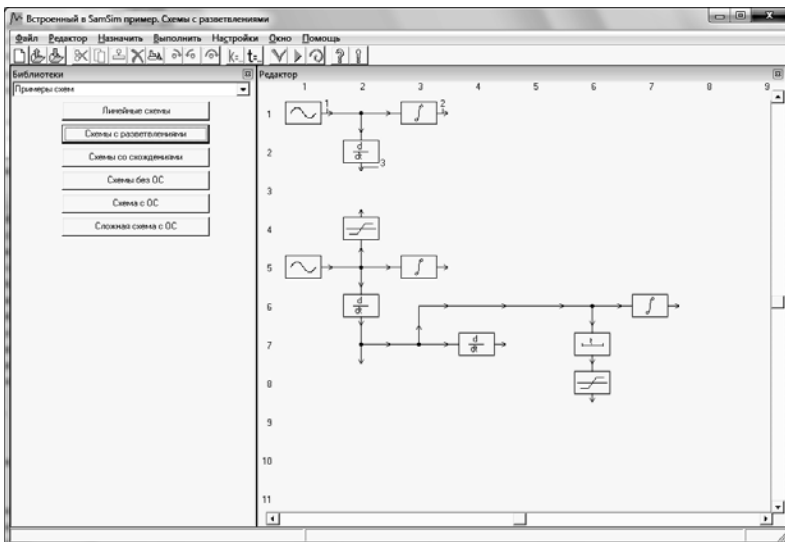 Встроенный в SamSim пример. Схемы с разветвлениями
Файл Редактор Назначить Выполнить Настройки Окно Помощь
k=.. t=..
Библиотеки
Примеры схем
Линейные схемы
Схемы с разветвлениями
Схемы со схождениями
Схемы без ОС
Схема с ОС
Сложная схема с ОС
Редактор
1 2 3 4 5 6 7 8 9
1
2
3
4
5
6
7
8
9
10
11
1
2
3
d
dt
d
dt
d
dt